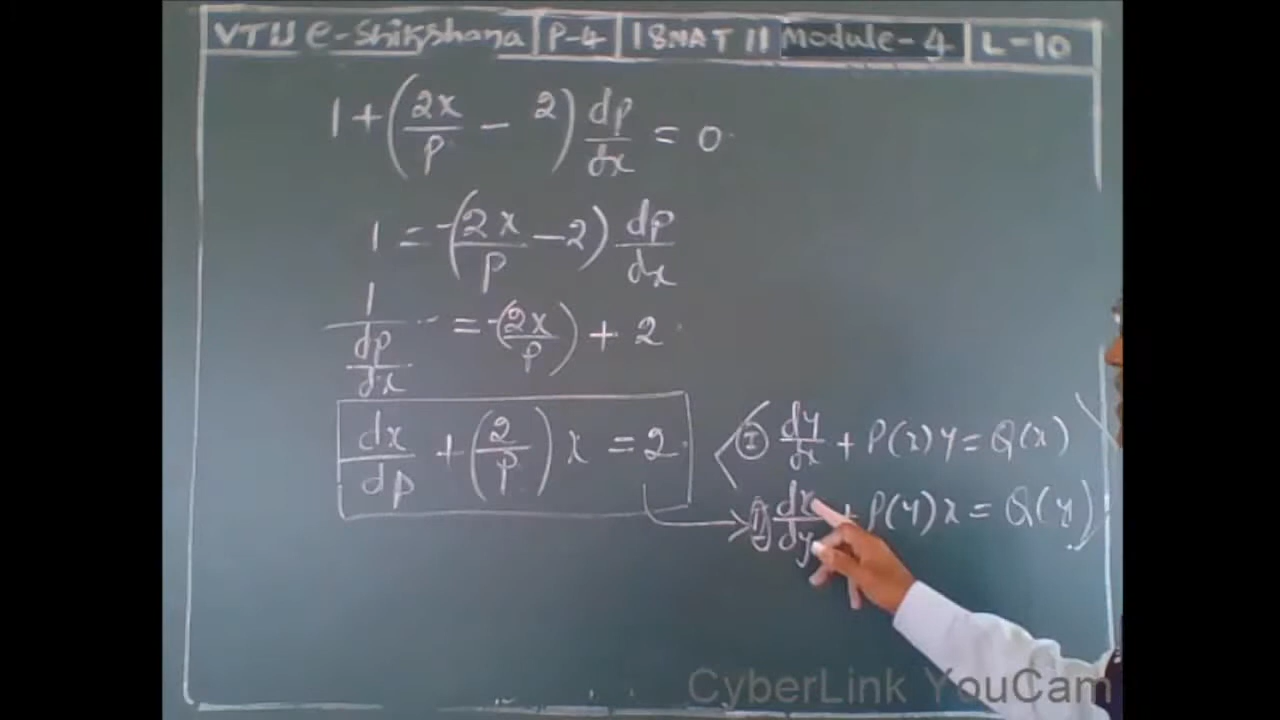 VTU e-Shikshana P-4 18MAT11 Module-4 L-10
1 + (2x/p - 2) dp/dx = 0
1 = -(2x/p - 2) dp/dx
1/(dp/dx) = -(2x/p) + 2
dx/dp + (2/p) x = 2
I dy/dx + P(x) y = Q(x)
II dx/dy + P(y) x = Q(y)
CyberLink YouCam